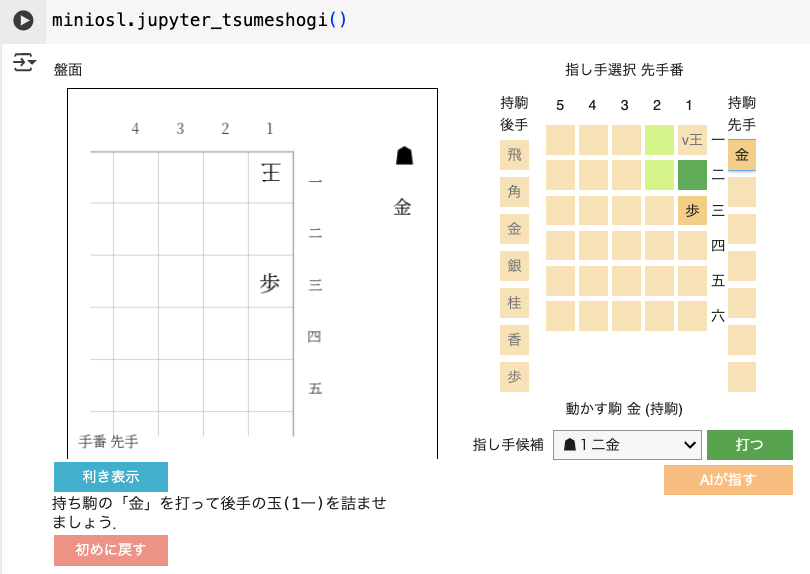 miniosl.jupyter_tsumeshogi()
盤面
4 3 2 1
王 一
金
二
歩 三
四
五
手番 先手
利き表示
持ち駒の「金」を打って後手の玉(1一)を詰ませ
ましょう.
初めに戻す
指し手選択 先手番
持駒 5 4 3 2 1 持駒
後手 先手
飛 v王 一 金
角 二
金 歩 三
銀 四
桂 五
香 六
歩
動かす駒 金 (持駒)
指し手候補 ☗1二金 打つ
AIが指す